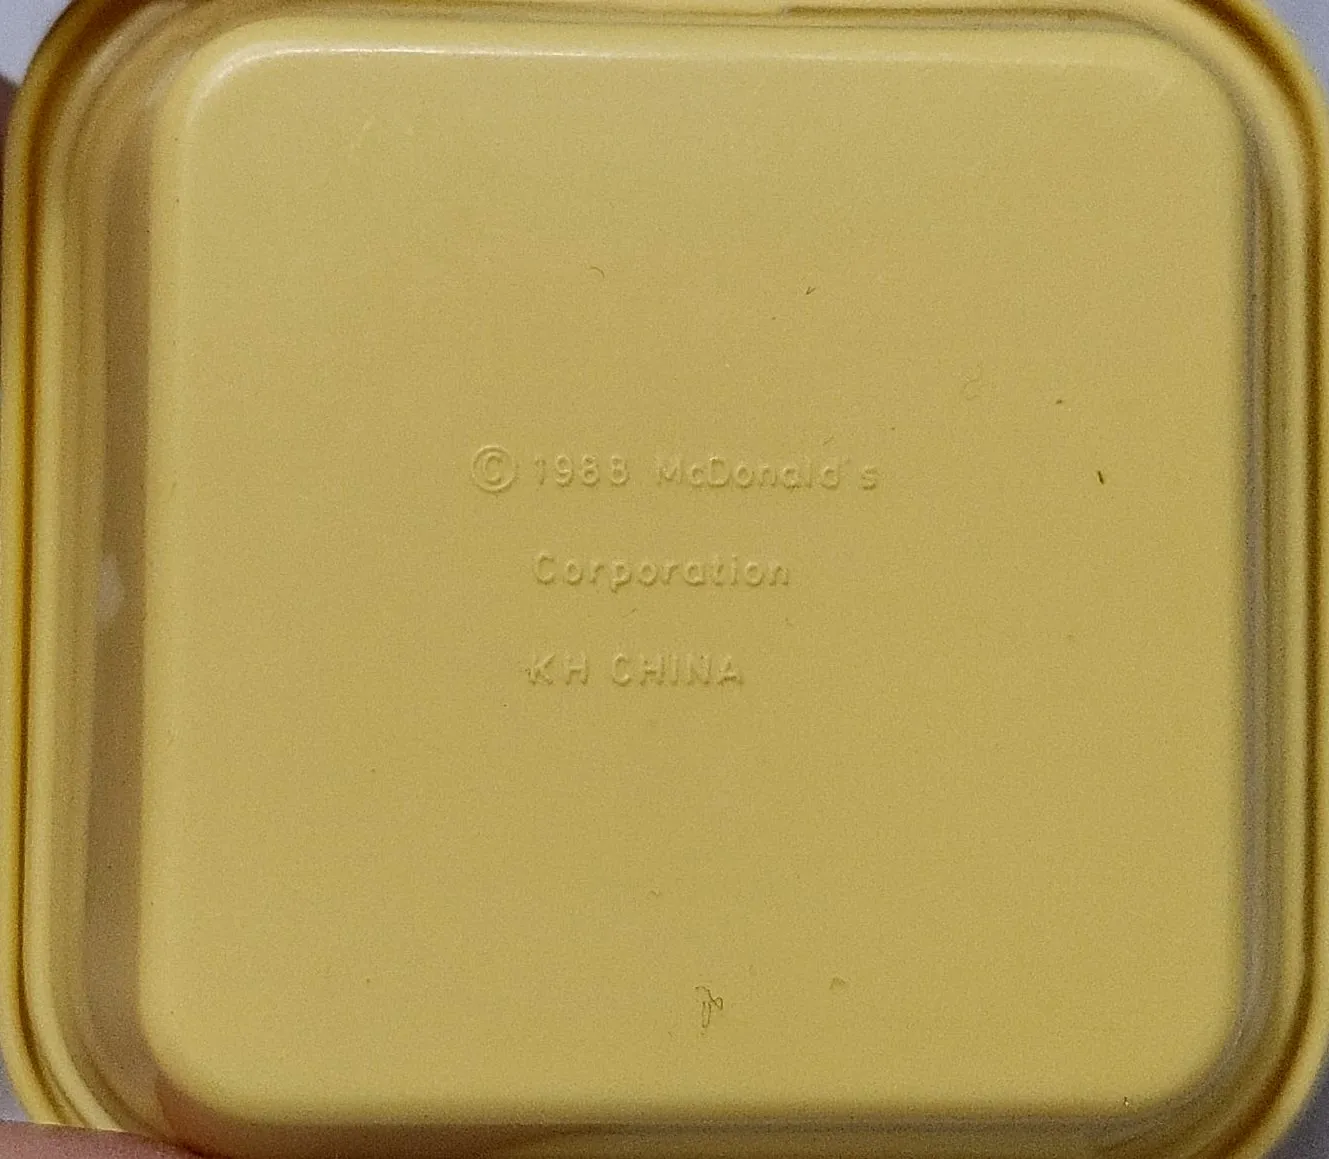 © 1988 McDonald's
Corporation
KH CHINA